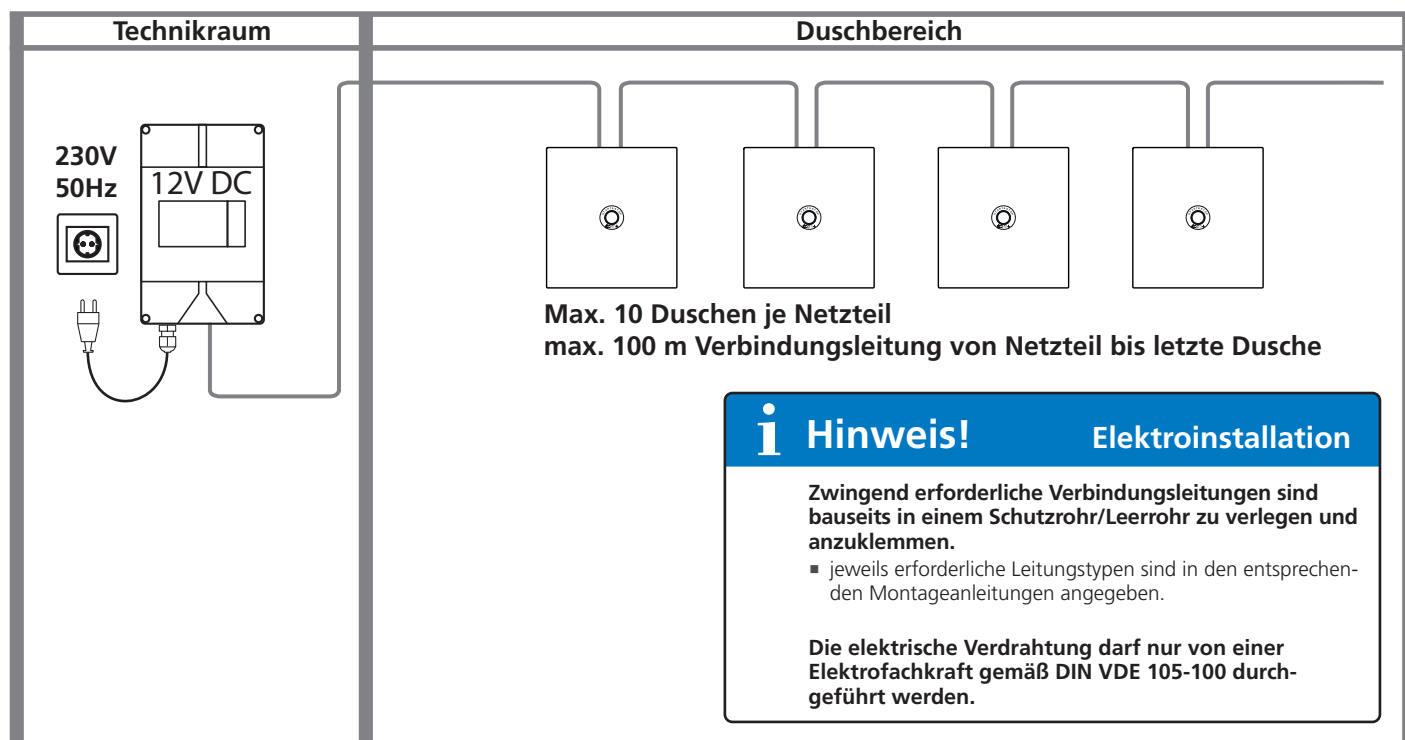 Technikraum
Duschbereich
230V
50Hz
12V DC
Max. 10 Duschen je Netzteil
max. 100 m Verbindungsleitung von Netzteil bis letzte Dusche
i Hinweis! Elektroinstallation
Zwingend erforderliche Verbindungsleitungen sind
bauseits in einem Schutzrohr/Leerrohr zu verlegen und
anzuklemmen.
▪ jeweils erforderliche Leitungstypen sind in den entsprechen-
den Montageanleitungen angegeben.
Die elektrische Verdrahtung darf nur von einer
Elektrofachkraft gemäß DIN VDE 105-100 durch-
geführt werden.